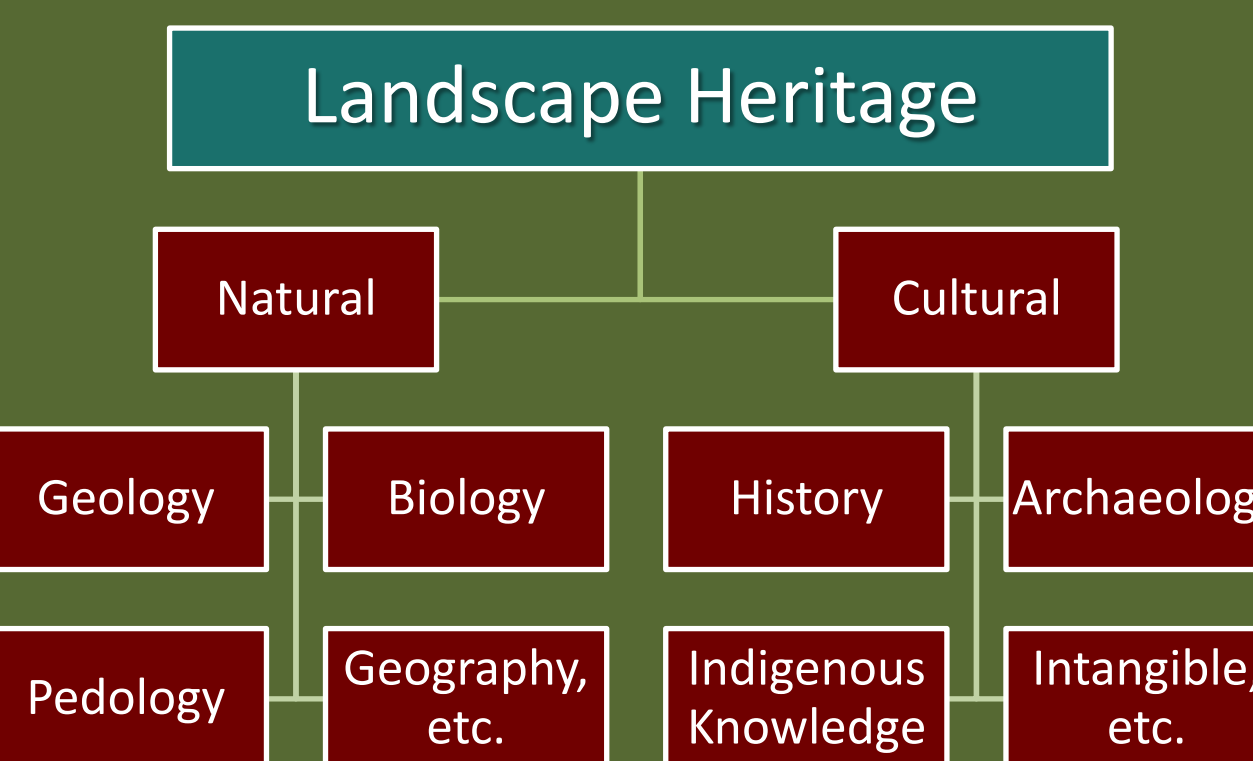 Landscape Heritage
Natural
Cultural
Geology
Biology
History
Archaeolog
Pedology
Geography,
etc.
Indigenous
Knowledge
Intangible,
etc.